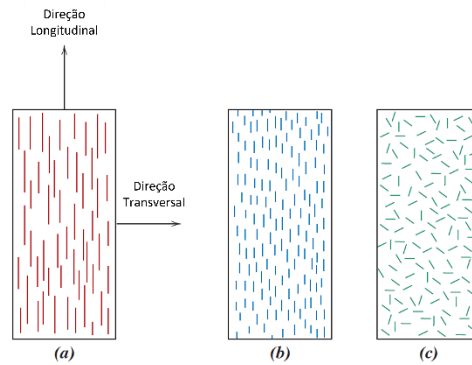 Direção
Longitudinal
Direção
Transversal
(a)
(b)
(c)